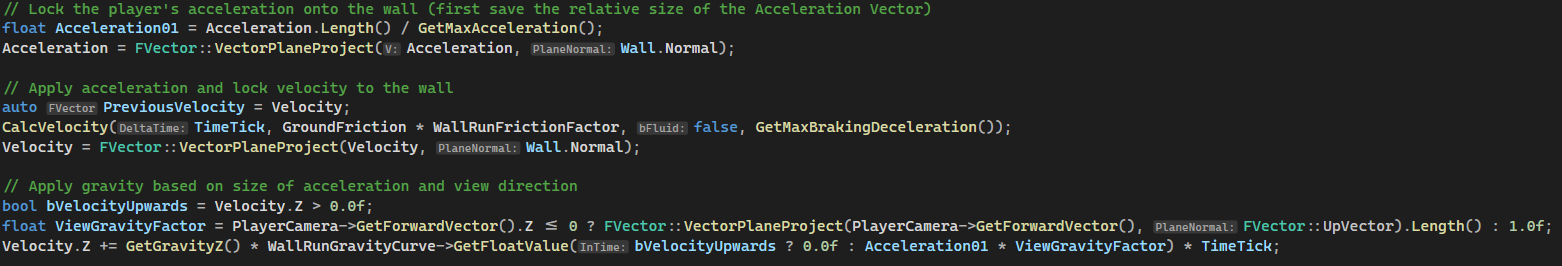 // Lock the player's acceleration onto the wall (first save the relative size of the Acceleration Vector)
float Acceleration01 = Acceleration.Length() / GetMaxAcceleration();
Acceleration = FVector::VectorPlaneProject(V: Acceleration, PlaneNormal: Wall.Normal);
// Apply acceleration and lock velocity to the wall
auto FVector PreviousVelocity = Velocity;
CalcVelocity(DeltaTime: TimeTick, GroundFriction * WallRunFrictionFactor, bFluid: false, GetMaxBrakingDeceleration());
Velocity = FVector::VectorPlaneProject(Velocity, PlaneNormal: Wall.Normal);
// Apply gravity based on size of acceleration and view direction
bool bVelocityUpwards = Velocity.Z > 0.0f;
float ViewGravityFactor = PlayerCamera->GetForwardVector().Z ≤ 0 ? FVector::VectorPlaneProject(PlayerCamera->GetForwardVector(), PlaneNormal: FVector::UpVector).Length() : 1.0f;
Velocity.Z += GetGravityZ() * WallRunGravityCurve->GetFloatValue(InTime: bVelocityUpwards ? 0.0f : Acceleration01 * ViewGravityFactor) * TimeTick;